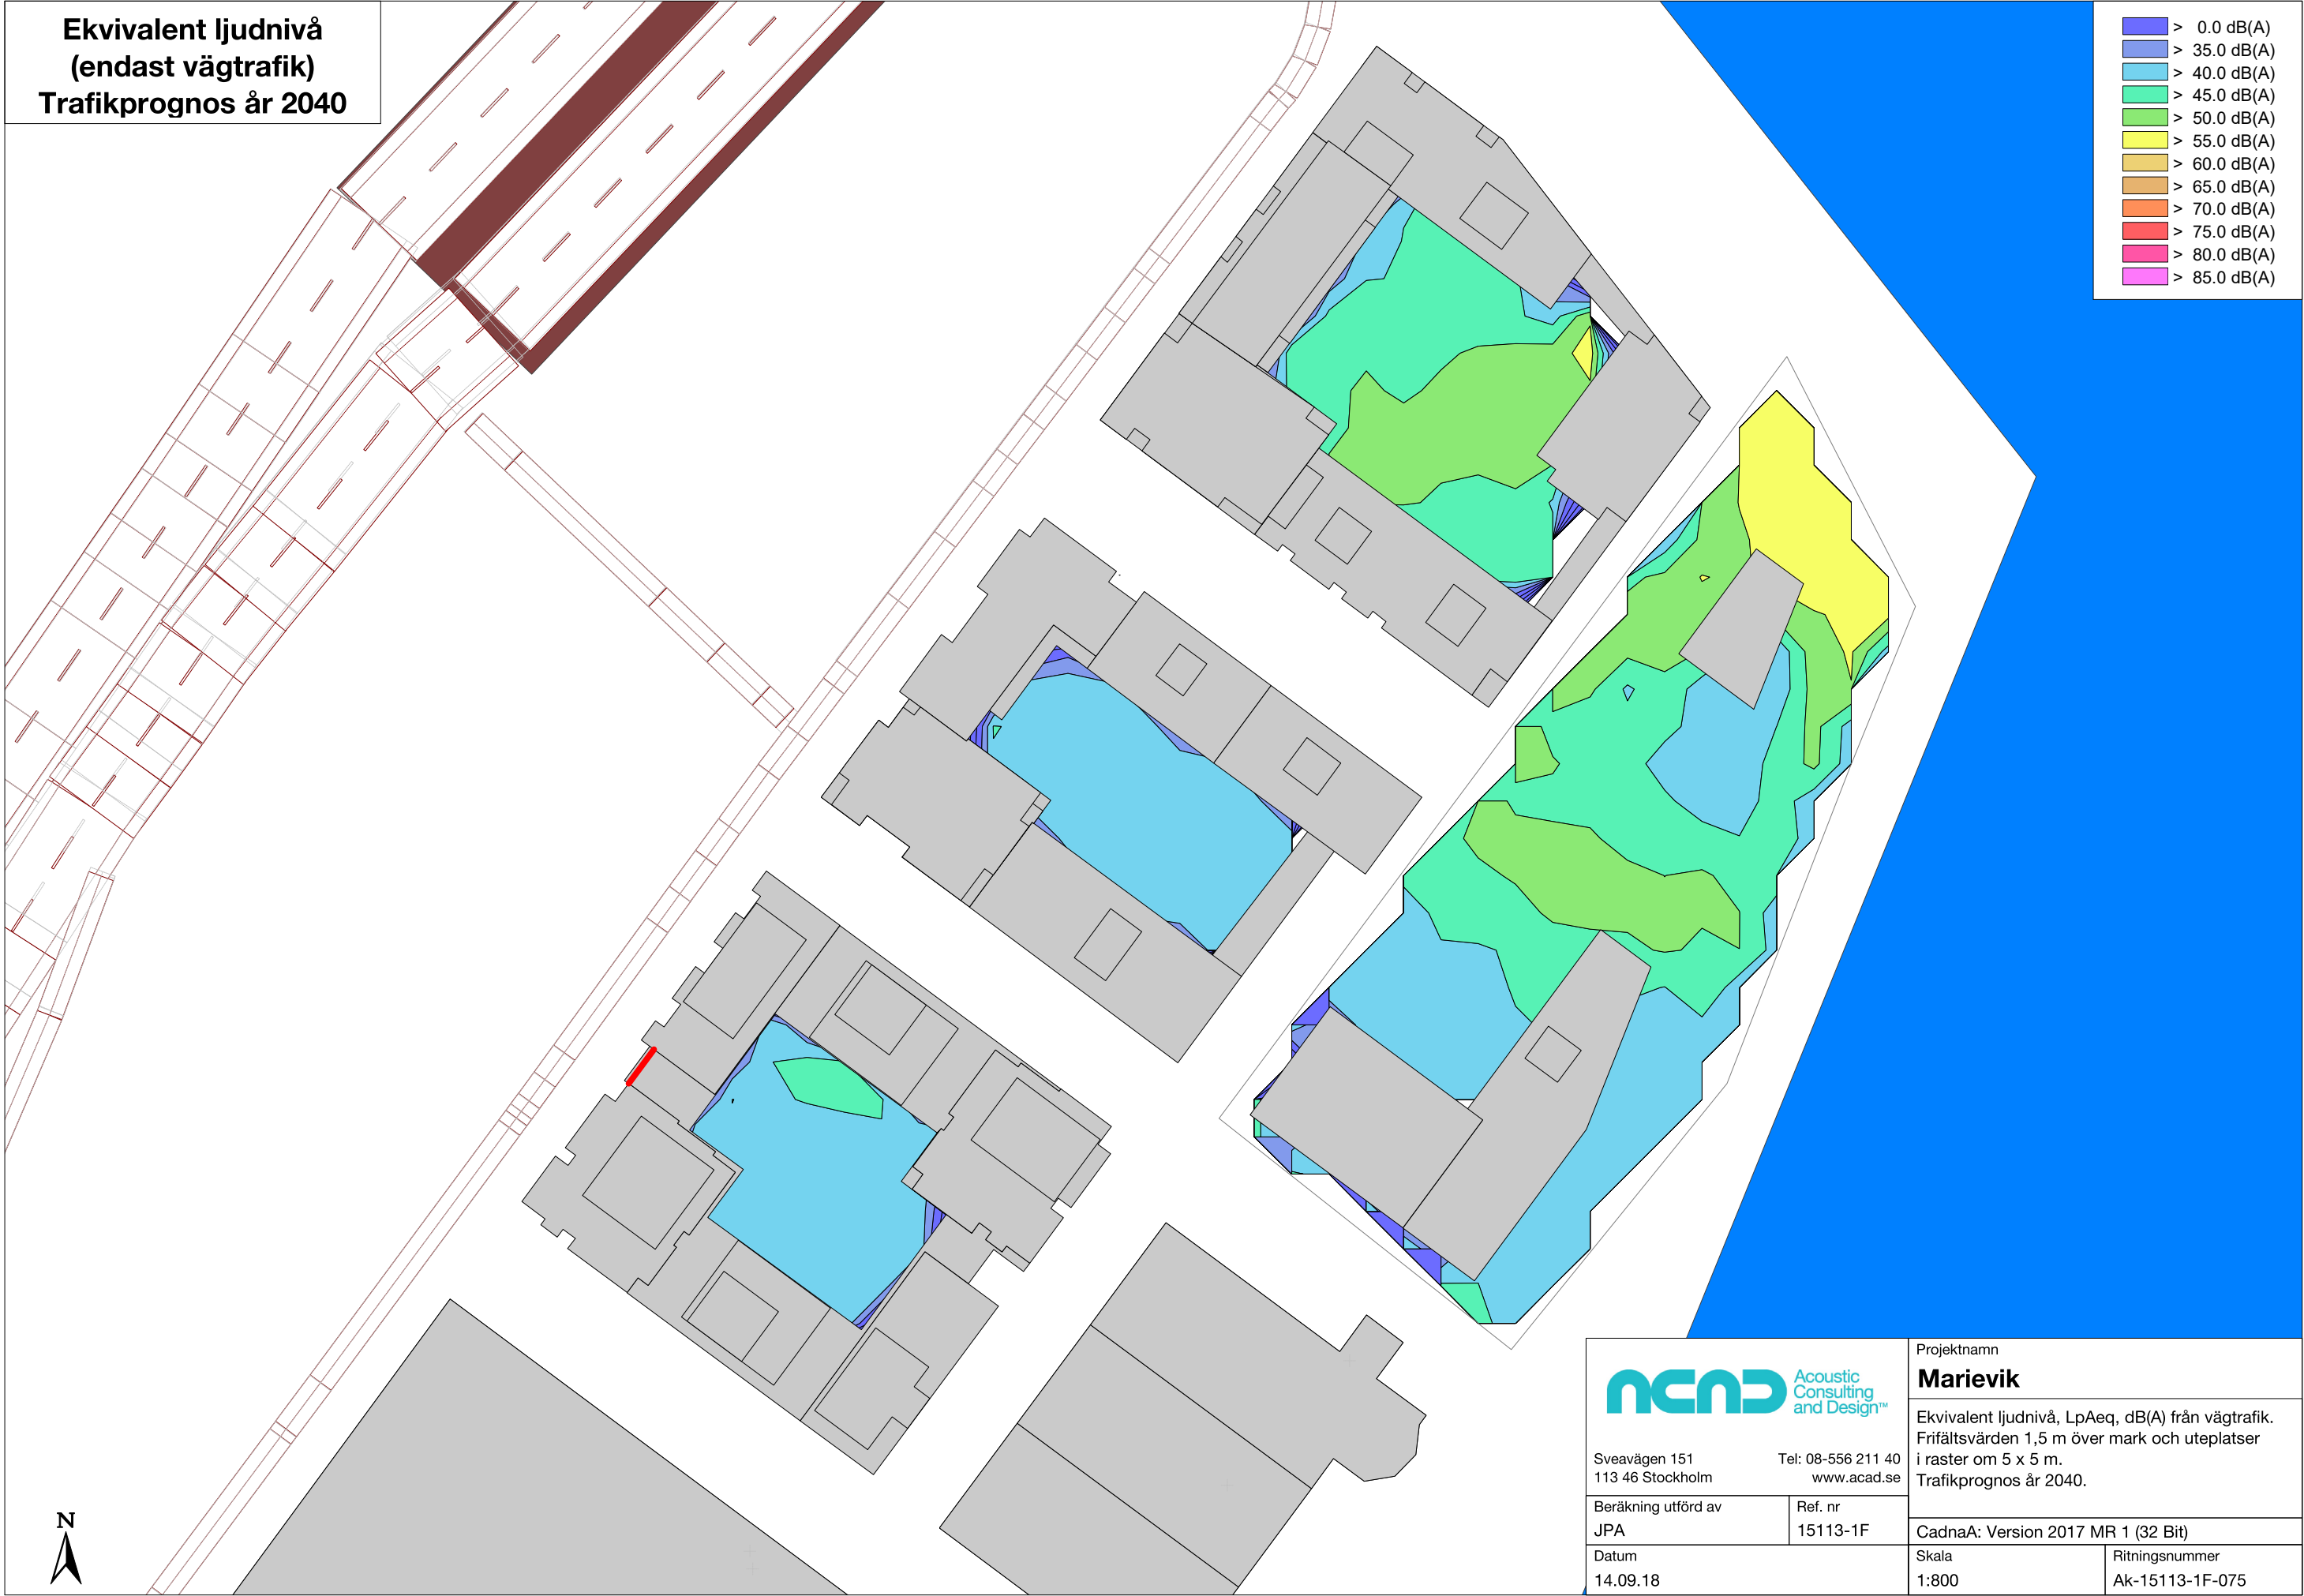 Ekvivalent ljudnivå
(endast vägtrafik)
Trafikprognos år 2040
> 0.0 dB(A)
> 35.0 dB(A)
> 40.0 dB(A)
> 45.0 dB(A)
> 50.0 dB(A)
> 55.0 dB(A)
> 60.0 dB(A)
> 65.0 dB(A)
> 70.0 dB(A)
> 75.0 dB(A)
> 80.0 dB(A)
> 85.0 dB(A)
N
ACAD
Acoustic
Consulting
and Design™
Sveavägen 151 Tel: 08-556 211 40
113 46 Stockholm www.acad.se
Beräkning utförd av
JPA
Ref. nr
15113-1F
Datum
14.09.18
Projektnamn
Marievik
Ekvivalent ljudnivå, LpAeq, dB(A) från vägtrafik.
Frifältsvärden 1,5 m över mark och uteplatser
i raster om 5 x 5 m.
Trafikprognos år 2040.
CadnaA: Version 2017 MR 1 (32 Bit)
Skala
1:800
Ritningsnummer
Ak-15113-1F-075